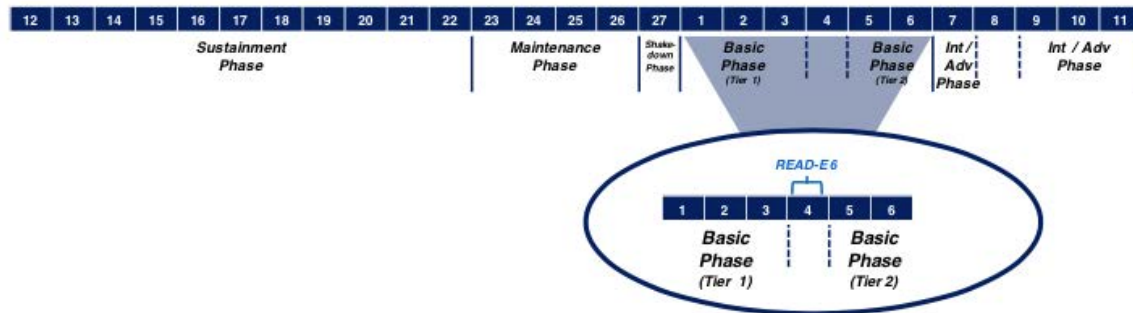 12 13 14 15 16 17 18 19 20 21 22 23 24 25 26 27 1 2 3 4 5 6 7 8 9 10 11
Sustainment
Phase
Maintenance
Phase
Shake-
down
Phase
Basic
Phase
(Tier 1)
Basic
Phase
(Tier 2)
Int /
Adv
Phase
Int / Adv
Phase
READ-E6
1 2 3 4 5 6
Basic
Phase
(Tier 1)
Basic
Phase
(Tier 2)